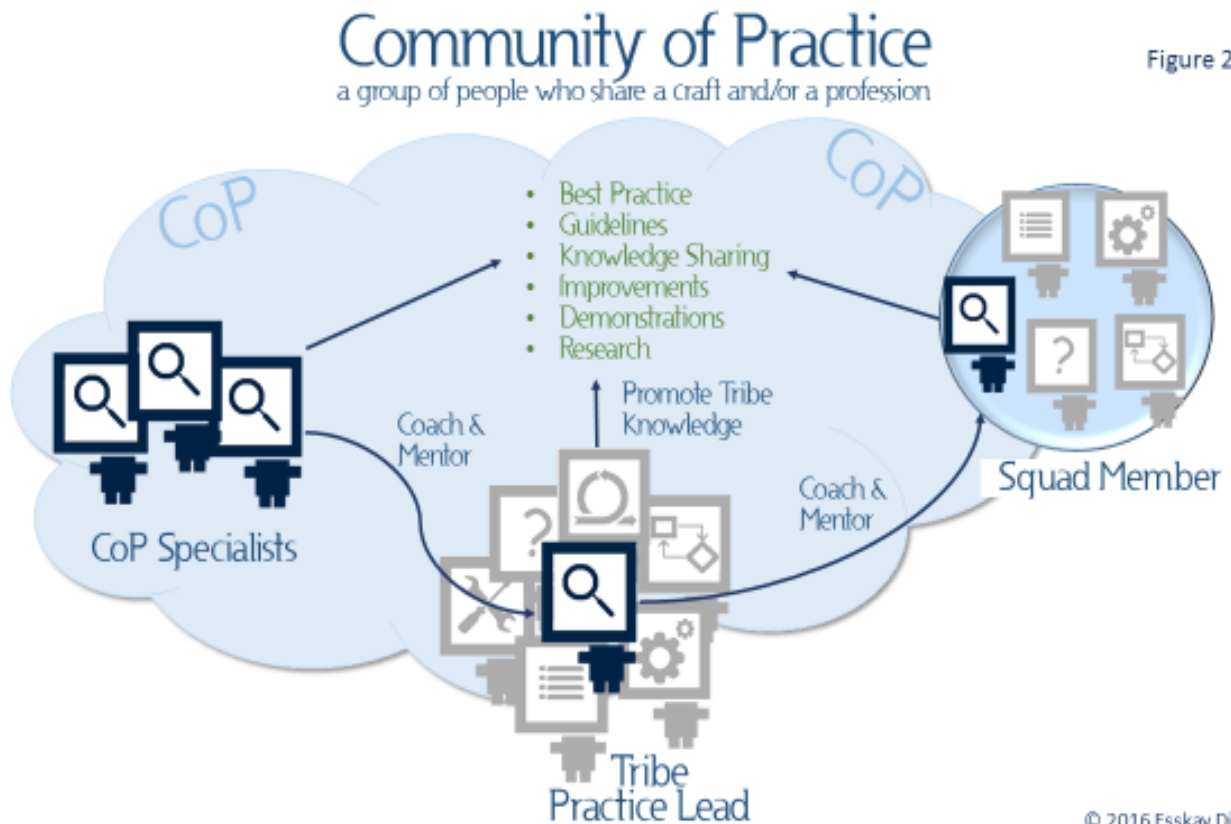 Community of Practice
a group of people who share a craft and/or a profession
Figure 2
CoP
CoP
• Best Practice
• Guidelines
• Knowledge Sharing
• Improvements
• Demonstrations
• Research
Promote Tribe
Knowledge
Coach &
Mentor
Coach &
Mentor
Squad Member
CoP Specialists
?
?
Tribe
Practice Lead
© 2016 Esskay